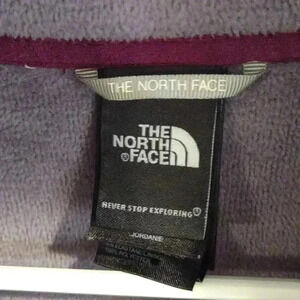 THE NORTH FACE
THE
NORTH
FACE
NEVER STOP EXPLORING
JORDANIE